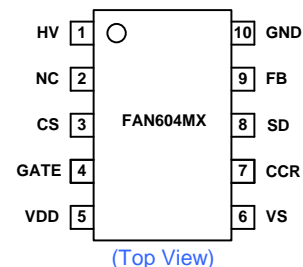 HV 1 10 GND
NC 2 9 FB
CS 3 FAN604MX 8 SD
GATE 4 7 CCR
VDD 5 6 VS
(Top View)